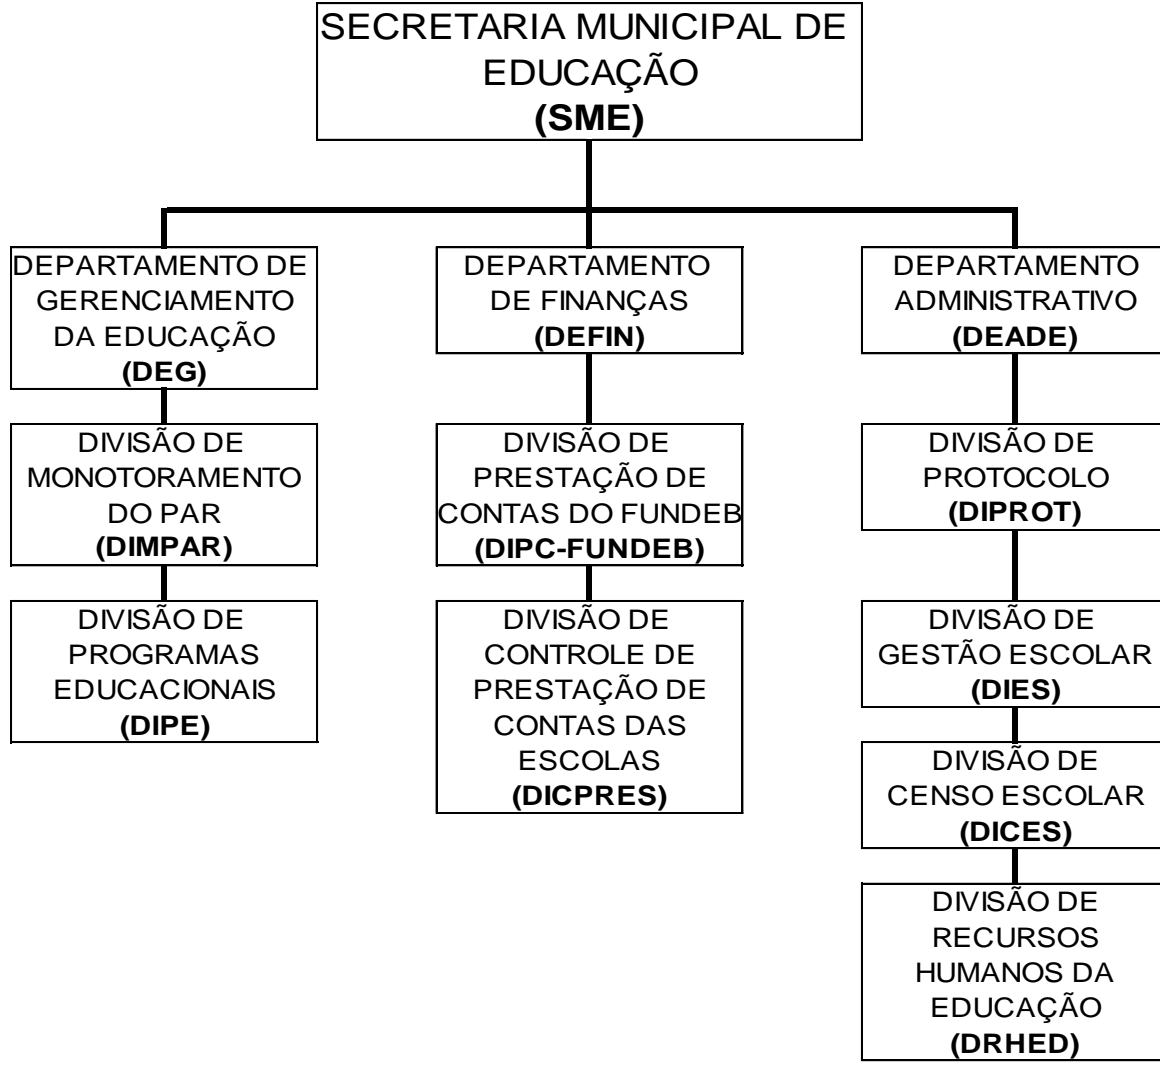 SECRETARIA MUNICIPAL DE
EDUCAÇÃO
(SME)
DEPARTAMENTO DE
GERENCIAMENTO
DA EDUCAÇÃO
(DEG)
DIVISÃO DE
MONOTORAMENTO
DO PAR
(DIMPAR)
DIVISÃO DE
PROGRAMAS
EDUCACIONAIS
(DIPE)
DEPARTAMENTO
DE FINANÇAS
(DEFIN)
DIVISÃO DE
PRESTAÇÃO DE
CONTAS DO FUNDEB
(DIPC-FUNDEB)
DIVISÃO DE
CONTROLE DE
PRESTAÇÃO DE
CONTAS DAS
ESCOLAS
(DICPRES)
DEPARTAMENTO
ADMINISTRATIVO
(DEADE)
DIVISÃO DE
PROTOCOLO
(DIPROT)
DIVISÃO DE
GESTÃO ESCOLAR
(DIES)
DIVISÃO DE
CENSO ESCOLAR
(DICES)
DIVISÃO DE
RECURSOS
HUMANOS DA
EDUCAÇÃO
(DRHED)